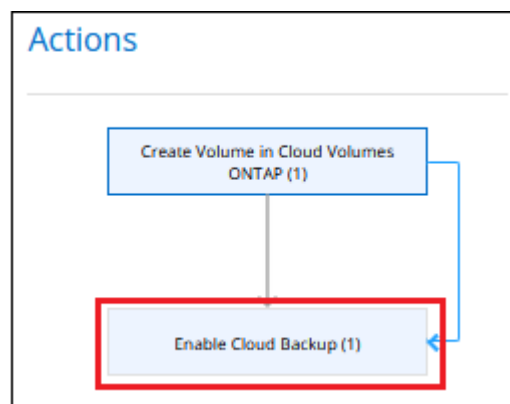 Actions
Create Volume in Cloud Volumes
ONTAP (1)
Enable Cloud Backup (1)